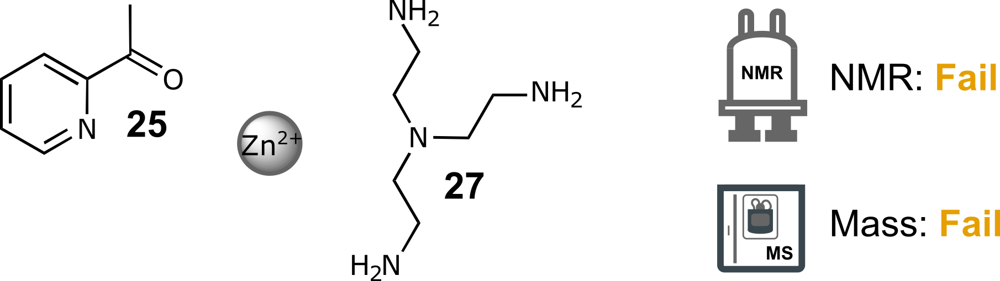 NH₂
O
N
25
Zn²⁺
NH₂
N
27
H₂N
NMR
NMR: Fail
MS
Mass: Fail